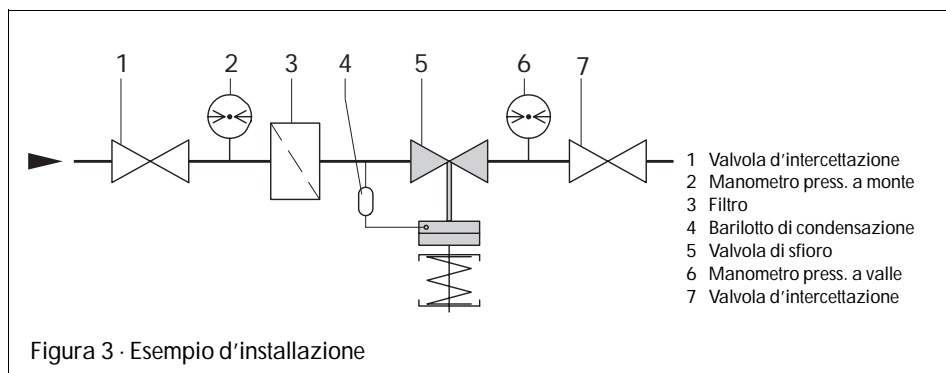 1 2 3 4 5 6 7
1 Valvola d'intercettazione
2 Manometro press. a monte
3 Filtro
4 Barilotto di condensazione
5 Valvola di sfioro
6 Manometro press. a valle
7 Valvola d'intercettazione
Figura 3 · Esempio d'installazione